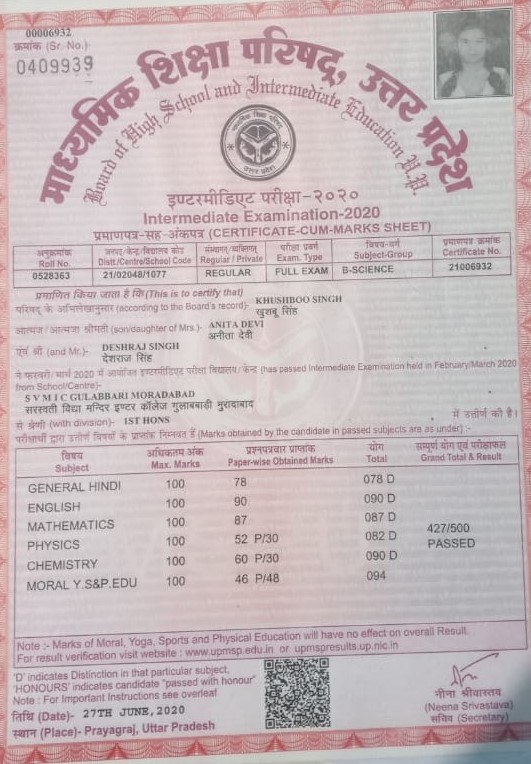 00006932
क्रमांक (Sr. No.)
0409939
माध्यमिक शिक्षा परिषद्, उत्तर प्रदेश
Board of High School and Intermediate Education U.P.
इण्टरमीडिएट परीक्षा-२०२०
Intermediate Examination-2020
प्रमाणपत्र-सह-अंकपत्र (CERTIFICATE-CUM-MARKS SHEET)
अनुक्रमांक जनपद/केन्द्र/विद्यालय कोड संस्थागत/व्यक्तिगत परीक्षा प्रवर्ग विषय-वर्ग प्रमाणपत्र क्रमांक
Roll No. Distt./Centre/School Code Regular / Private Exam. Type Subject-Group Certificate No.
0528363 21/02048/1077 REGULAR FULL EXAM B-SCIENCE 21006932
प्रमाणित किया जाता है कि(This is to certify that)
परिषद् के अभिलेखानुसार (according to the Board's record)- KHUSHBOO SINGH
खुशबू सिंह
आत्मज / आत्मजा श्रीमती (son/daughter of Mrs.)- ANITA DEVI
अनीता देवी
एवं श्री (and Mr.)- DESHRAJ SINGH
देशराज सिंह
ने फरवरी/ मार्च 2020 में आयोजित इण्टरमीडिएट परीक्षा विद्यालय/ केन्द्र (has passed Intermediate Examination held in February/March 2020
from School/Centre)-
S V M I C GULABBARI MORADABAD
सरस्वती विद्या मन्दिर इण्टर कॉलेज गुलाबबाड़ी मुरादाबाद
से श्रेणी (with division)- IST HONS में उत्तीर्ण की है।
परीक्षार्थी द्वारा उत्तीर्ण विषयों के प्राप्तांक निम्नवत हैं (Marks obtained by the candidate in passed subjects are as under) :-
विषय अधिकतम अंक प्रश्नपत्रवार प्राप्तांक योग सम्पूर्ण योग एवं परीक्षाफल
Subject Max. Marks Paper-wise Obtained Marks Total Grand Total & Result
GENERAL HINDI 100 78 078 D
ENGLISH 100 90 090 D
MATHEMATICS 100 87 087 D
427/500
PHYSICS 100 52 P/30 082 D
PASSED
CHEMISTRY 100 60 P/30 090 D
MORAL Y.S&P.EDU 100 46 P/48 094
Note :- Marks of Moral, Yoga, Sports and Physical Education will have no effect on overall Result.
For result verification visit website : www.upmsp.edu.in or upmspresults.up.nic.in
'D' indicates Distinction in that particular subject,
'HONOURS' indicates candidate "passed with honour"
Note : For Important Instructions see overleaf
तिथि (Date)- 27TH JUNE,2020
स्थान (Place)- Prayagraj, Uttar Pradesh
नीना श्रीवास्तव
(Neena Srivastava)
सचिव (Secretary)